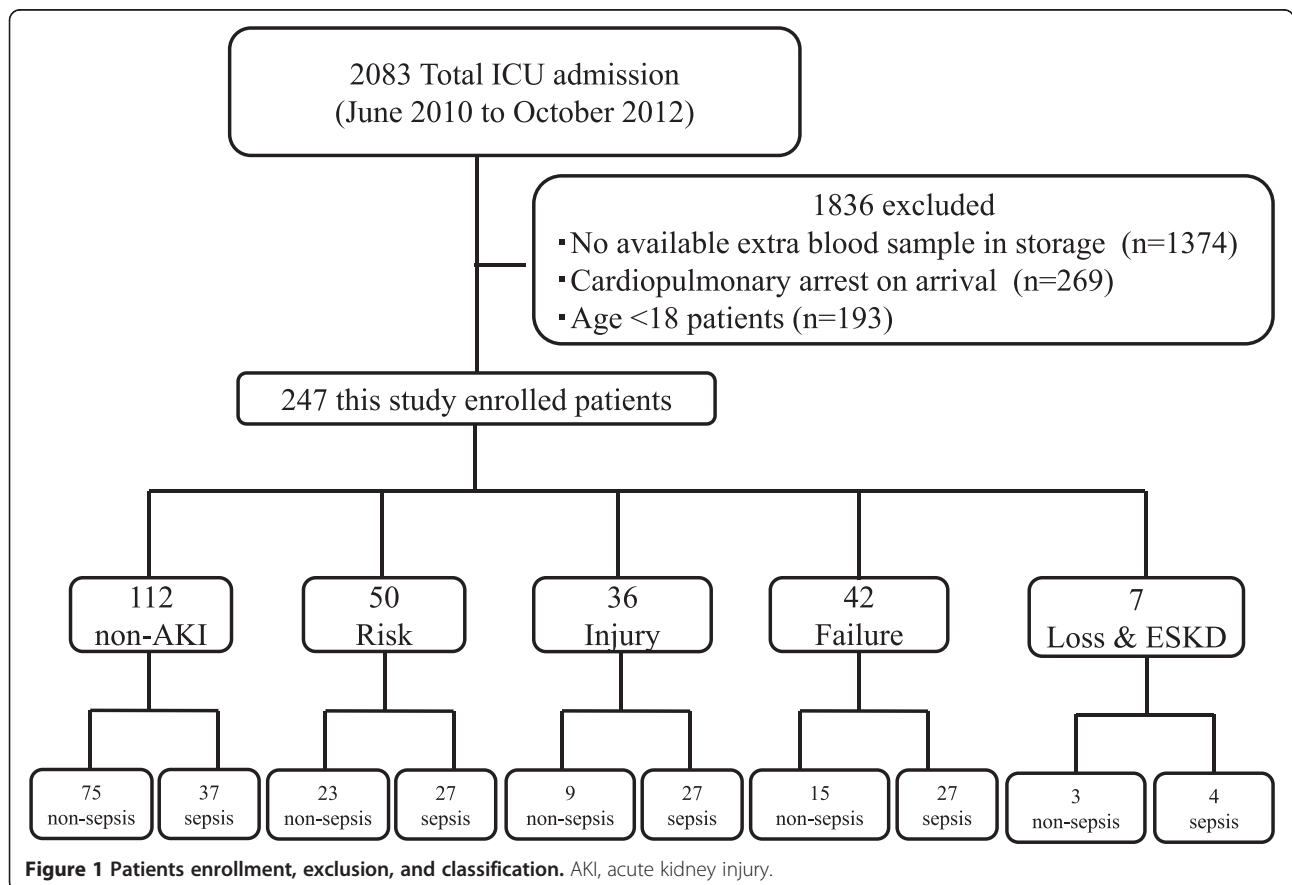 2083 Total ICU admission
(June 2010 to October 2012)
1836 excluded
▪No available extra blood sample in storage (n=1374)
▪Cardiopulmonary arrest on arrival (n=269)
▪Age <18 patients (n=193)
247 this study enrolled patients
112
non-AKI
50
Risk
36
Injury
42
Failure
7
Loss & ESKD
75
non-sepsis
37
sepsis
23
non-sepsis
27
sepsis
9
non-sepsis
27
sepsis
15
non-sepsis
27
sepsis
3
non-sepsis
4
sepsis
Figure 1 Patients enrollment, exclusion, and classification. AKI, acute kidney injury.